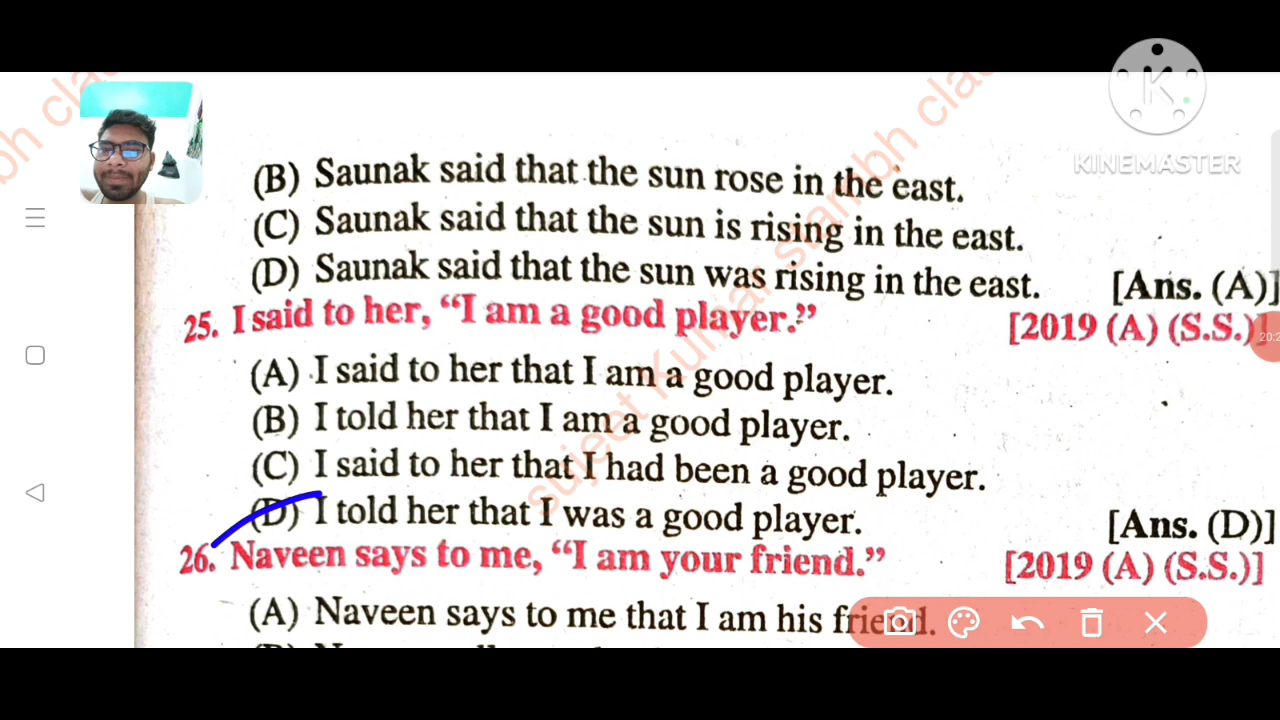 KINEMASTER
(B) Saunak said that the sun rose in the east.
(C) Saunak said that the sun is rising in the east.
(D) Saunak said that the sun was rising in the east. [Ans. (A)]
25. I said to her, “I am a good player.” [2019 (A) (S.S.)]
(A) I said to her that I am a good player.
(B) I told her that I am a good player.
(C) I said to her that I had been a good player.
(D) I told her that I was a good player. [Ans. (D)]
26. Naveen says to me, “I am your friend.” [2019 (A) (S.S.)]
(A) Naveen says to me that I am his friend.